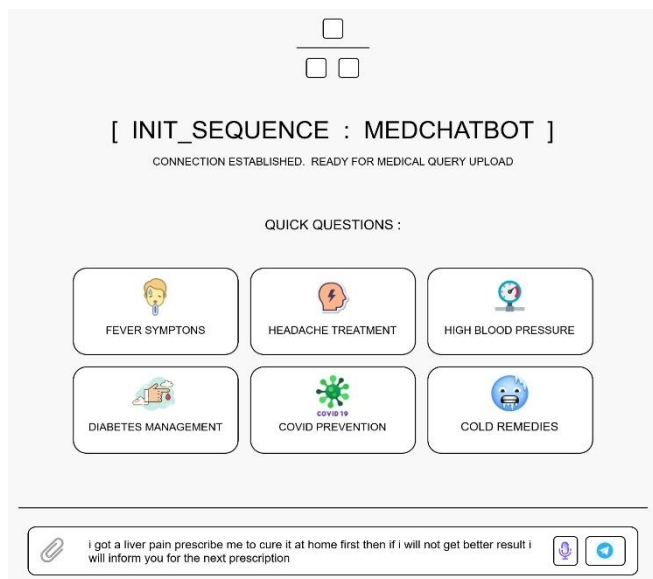 [ INIT_SEQUENCE : MEDCHATBOT ]
CONNECTION ESTABLISHED. READY FOR MEDICAL QUERY UPLOAD
QUICK QUESTIONS :
FEVER SYMPTONS
HEADACHE TREATMENT
HIGH BLOOD PRESSURE
DIABETES MANAGEMENT
COVID 19
COVID PREVENTION
COLD REMEDIES
i got a liver pain prescribe me to cure it at home first then if i will not get better result i
will inform you for the next prescription